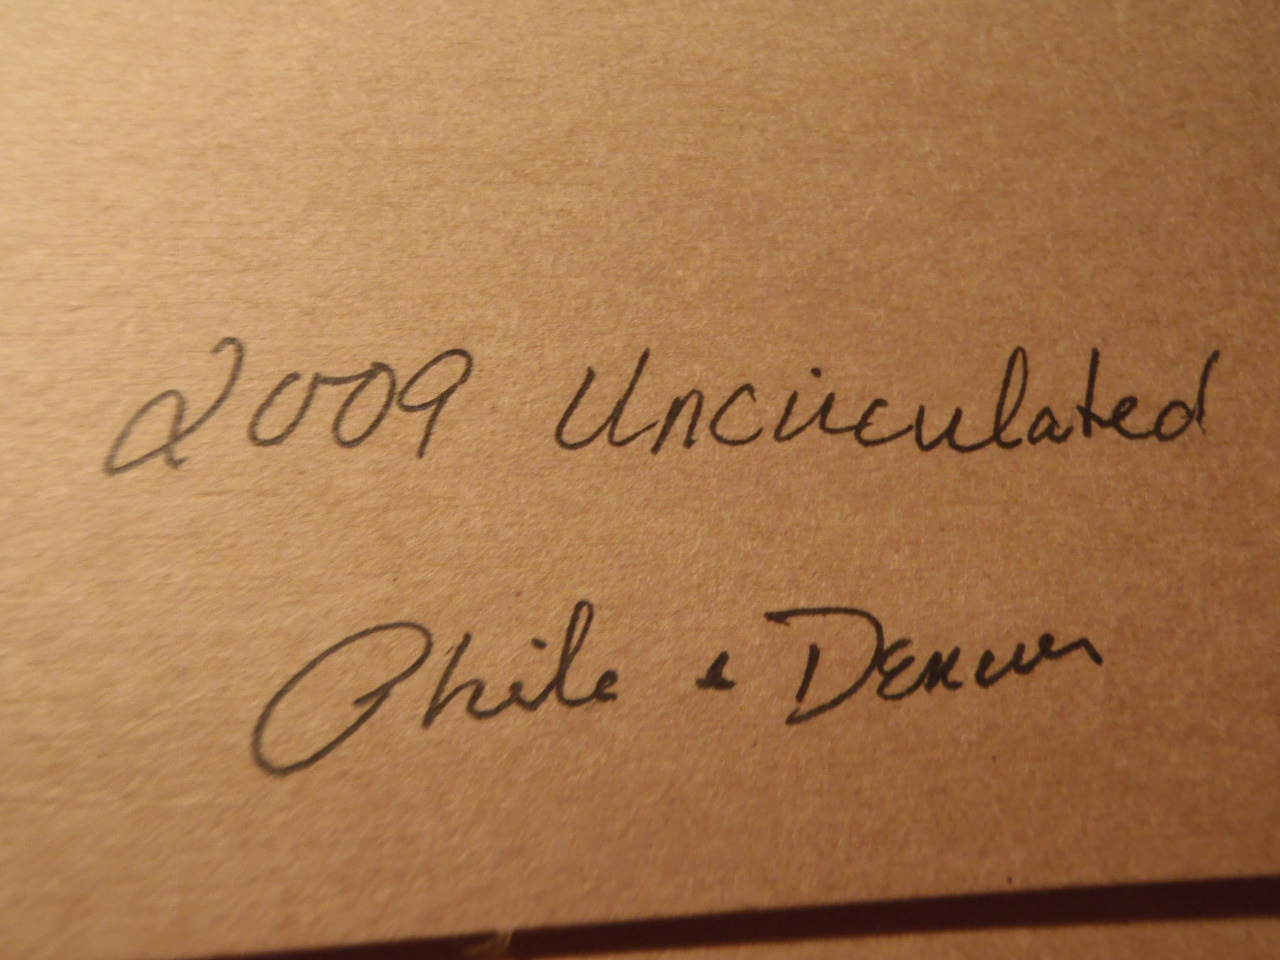 2009 Uncirculated
Phila & Denver